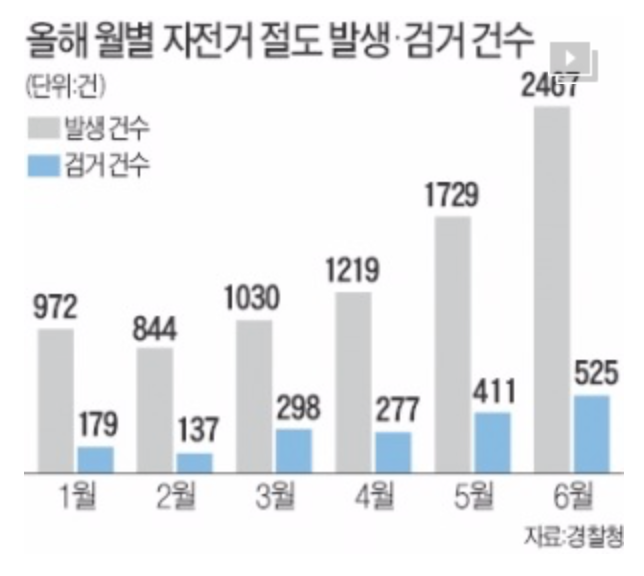 올해 월별 자전거 절도 발생·검거 건수
(단위:건)
발생 건수
검거 건수
972
179
844
137
1030
298
1219
277
1729
411
2467
525
1월 2월 3월 4월 5월 6월
자료:경찰청